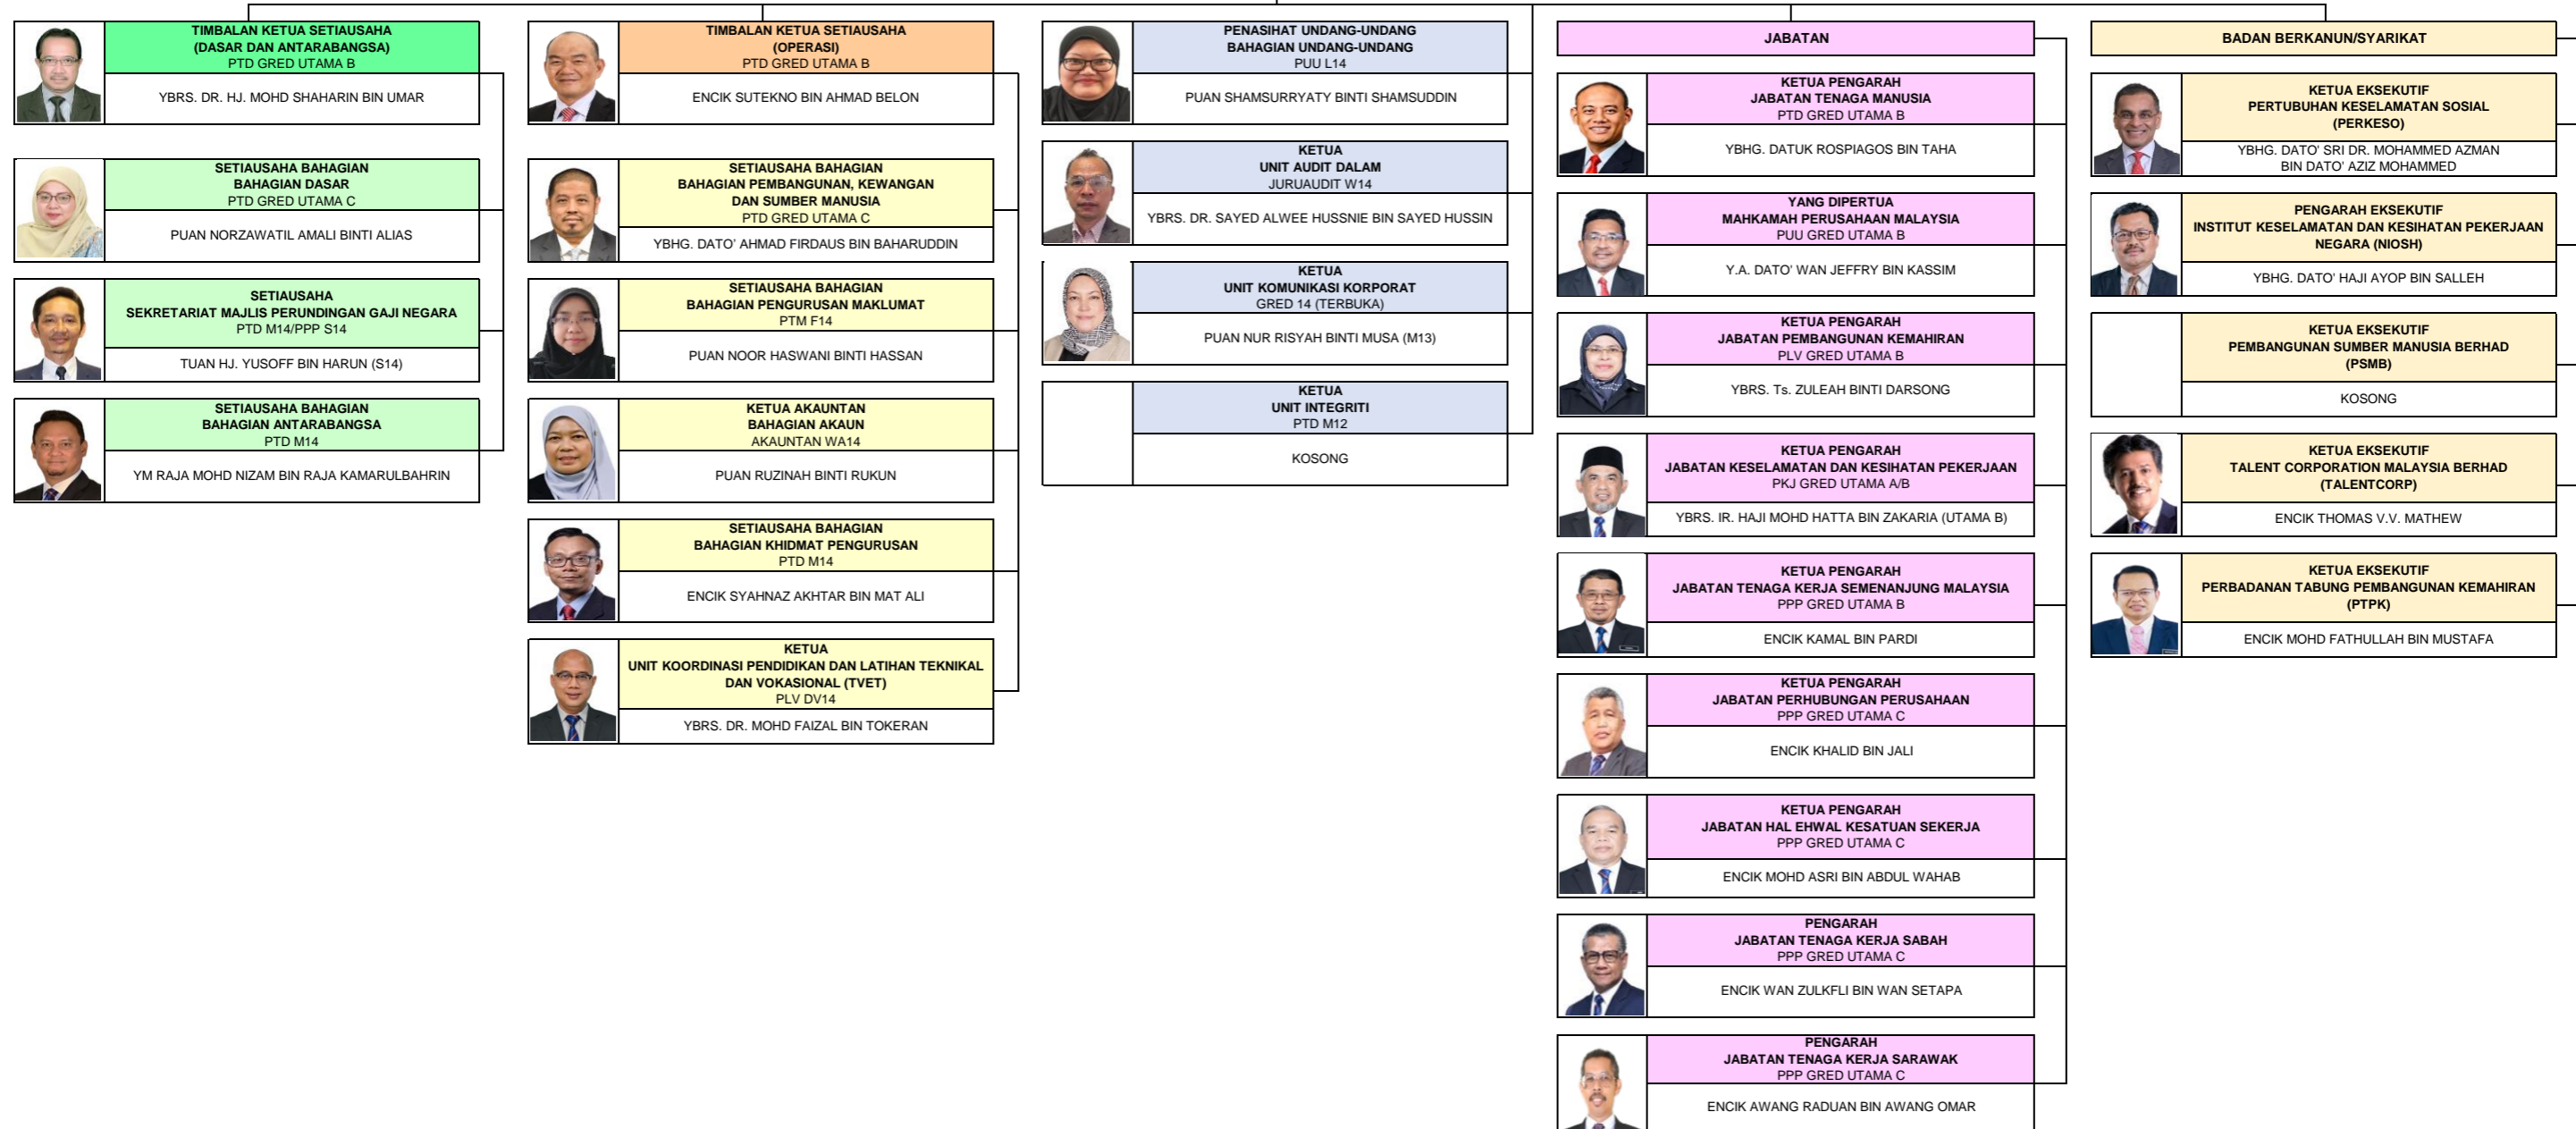 TIMBALAN KETUA SETIAUSAHA
(DASAR DAN ANTARABANGSA)
PTD GRED UTAMA B
YBRS. DR. HJ. MOHD SHAHARIN BIN UMAR
SETIAUSAHA BAHAGIAN
BAHAGIAN DASAR
PTD GRED UTAMA C
PUAN NORZAWATIL AMALI BINTI ALIAS
SETIAUSAHA
SEKRETARIAT MAJLIS PERUNDINGAN GAJI NEGARA
PTD M14/PPP S14
TUAN HJ. YUSOFF BIN HARUN (S14)
SETIAUSAHA BAHAGIAN
BAHAGIAN ANTARABANGSA
PTD M14
YM RAJA MOHD NIZAM BIN RAJA KAMARULBAHRIN
TIMBALAN KETUA SETIAUSAHA
(OPERASI)
PTD GRED UTAMA B
ENCIK SUTEKNO BIN AHMAD BELON
SETIAUSAHA BAHAGIAN
BAHAGIAN PEMBANGUNAN, KEWANGAN
DAN SUMBER MANUSIA
PTD GRED UTAMA C
YBHG. DATO' AHMAD FIRDAUS BIN BAHARUDDIN
SETIAUSAHA BAHAGIAN
BAHAGIAN PENGURUSAN MAKLUMAT
PTM F14
PUAN NOOR HASWANI BINTI HASSAN
KETUA AKAUNTAN
BAHAGIAN AKAUN
AKAUNTAN WA14
PUAN RUZINAH BINTI RUKUN
SETIAUSAHA BAHAGIAN
BAHAGIAN KHIDMAT PENGURUSAN
PTD M14
ENCIK SYAHNAZ AKHTAR BIN MAT ALI
KETUA
UNIT KOORDINASI PENDIDIKAN DAN LATIHAN TEKNIKAL
DAN VOKASIONAL (TVET)
PLV DV14
YBRS. DR. MOHD FAIZAL BIN TOKERAN
PENASIHAT UNDANG-UNDANG
BAHAGIAN UNDANG-UNDANG
PUU L14
PUAN SHAMSURRYATY BINTI SHAMSUDDIN
KETUA
UNIT AUDIT DALAM
JURUAUDIT W14
YBRS. DR. SAYED ALWEE HUSSNIE BIN SAYED HUSSIN
KETUA
UNIT KOMUNIKASI KORPORAT
GRED 14 (TERBUKA)
PUAN NUR RISYAH BINTI MUSA (M13)
KETUA
UNIT INTEGRITI
PTD M12
KOSONG
JABATAN
KETUA PENGARAH
JABATAN TENAGA MANUSIA
PTD GRED UTAMA B
YBHG. DATUK ROSPIAGOS BIN TAHA
YANG DIPERTUA
MAHKAMAH PERUSAHAAN MALAYSIA
PUU GRED UTAMA B
Y.A. DATO' WAN JEFFRY BIN KASSIM
KETUA PENGARAH
JABATAN PEMBANGUNAN KEMAHIRAN
PLV GRED UTAMA B
YBRS. Ts. ZULEAH BINTI DARSONG
KETUA PENGARAH
JABATAN KESELAMATAN DAN KESIHATAN PEKERJAAN
PKJ GRED UTAMA A/B
YBRS. IR. HAJI MOHD HATTA BIN ZAKARIA (UTAMA B)
KETUA PENGARAH
JABATAN TENAGA KERJA SEMENANJUNG MALAYSIA
PPP GRED UTAMA B
ENCIK KAMAL BIN PARDI
KETUA PENGARAH
JABATAN PERHUBUNGAN PERUSAHAAN
PPP GRED UTAMA C
ENCIK KHALID BIN JALI
KETUA PENGARAH
JABATAN HAL EHWAL KESATUAN SEKERJA
PPP GRED UTAMA C
ENCIK MOHD ASRI BIN ABDUL WAHAB
PENGARAH
JABATAN TENAGA KERJA SABAH
PPP GRED UTAMA C
ENCIK WAN ZULKFLI BIN WAN SETAPA
PENGARAH
JABATAN TENAGA KERJA SARAWAK
PPP GRED UTAMA C
ENCIK AWANG RADUAN BIN AWANG OMAR
BADAN BERKANUN/SYARIKAT
KETUA EKSEKUTIF
PERTUBUHAN KESELAMATAN SOSIAL
(PERKESO)
YBHG. DATO' SRI DR. MOHAMMED AZMAN
BIN DATO' AZIZ MOHAMMED
PENGARAH EKSEKUTIF
INSTITUT KESELAMATAN DAN KESIHATAN PEKERJAAN
NEGARA (NIOSH)
YBHG. DATO' HAJI AYOP BIN SALLEH
KETUA EKSEKUTIF
PEMBANGUNAN SUMBER MANUSIA BERHAD
(PSMB)
KOSONG
KETUA EKSEKUTIF
TALENT CORPORATION MALAYSIA BERHAD
(TALENTCORP)
ENCIK THOMAS V.V. MATHEW
KETUA EKSEKUTIF
PERBADANAN TABUNG PEMBANGUNAN KEMAHIRAN
(PTPK)
ENCIK MOHD FATHULLAH BIN MUSTAFA